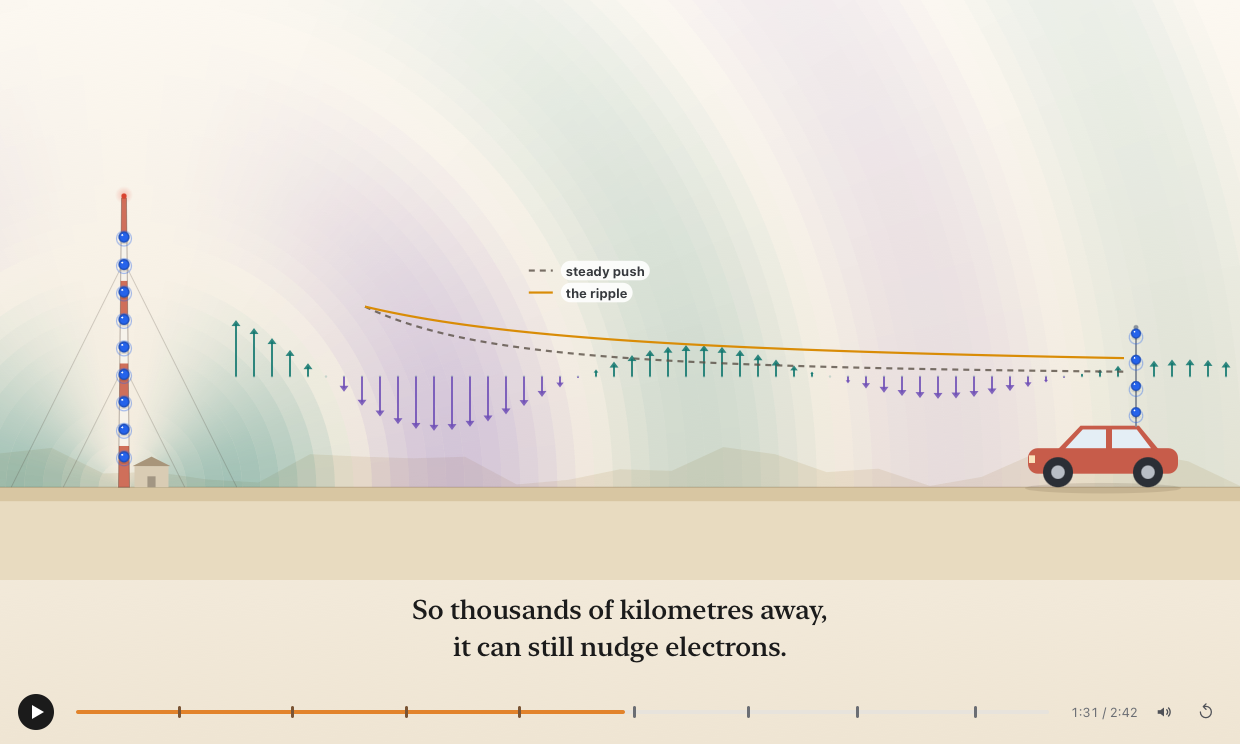 steady push
the ripple
So thousands of kilometres away,
it can still nudge electrons.
1:31 / 2:42